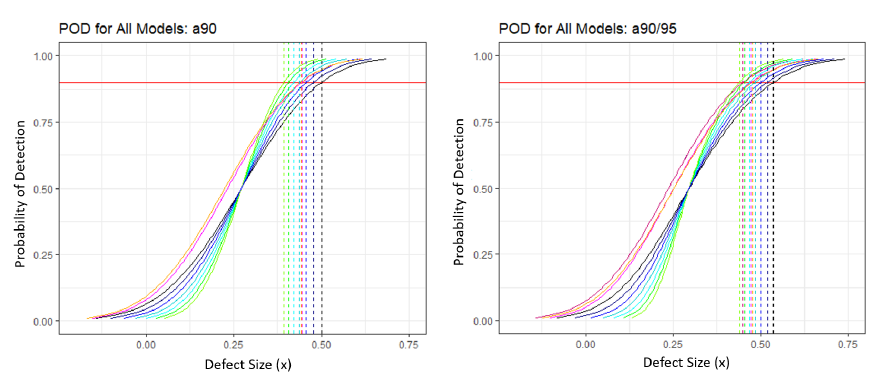 POD for All Models: a90
1.00
0.75
0.50
0.25
0.00
Probability of Detection
0.00 0.25 0.50 0.75
Defect Size (x)
POD for All Models: a90/95
1.00
0.75
0.50
0.25
0.00
Probability of Detection
0.00 0.25 0.50 0.75
Defect Size (x)